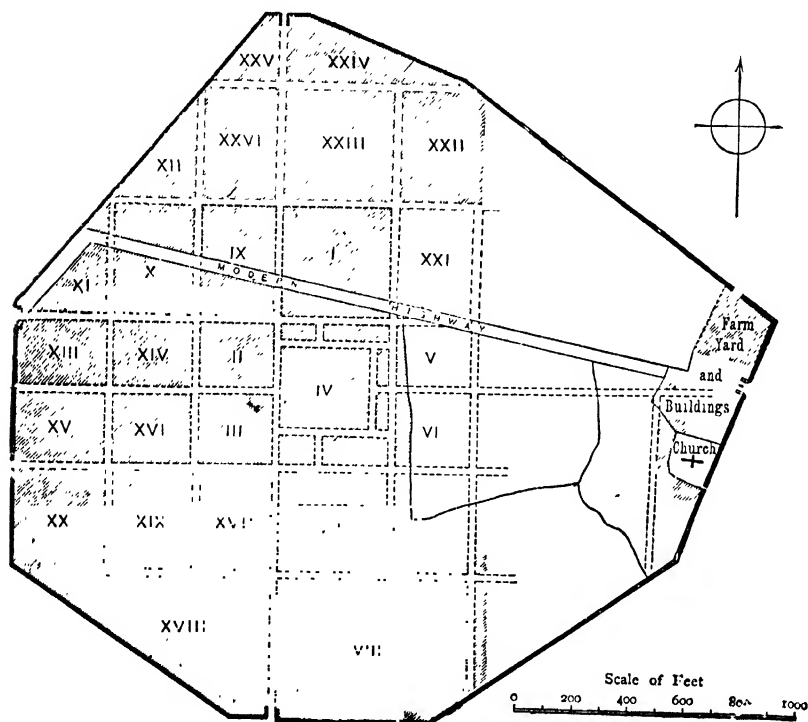 XXV XXIV
XXVI XXIII XXII
XII
IX I XXI
X
MODERN HIGHWAY
XI
Farm
Yard
XIII XIV II V
and
IV
Buildings
XV XVI III VI
Church
XX XIX
XVIII
Scale of Feet
0 200 400 600 800 1000